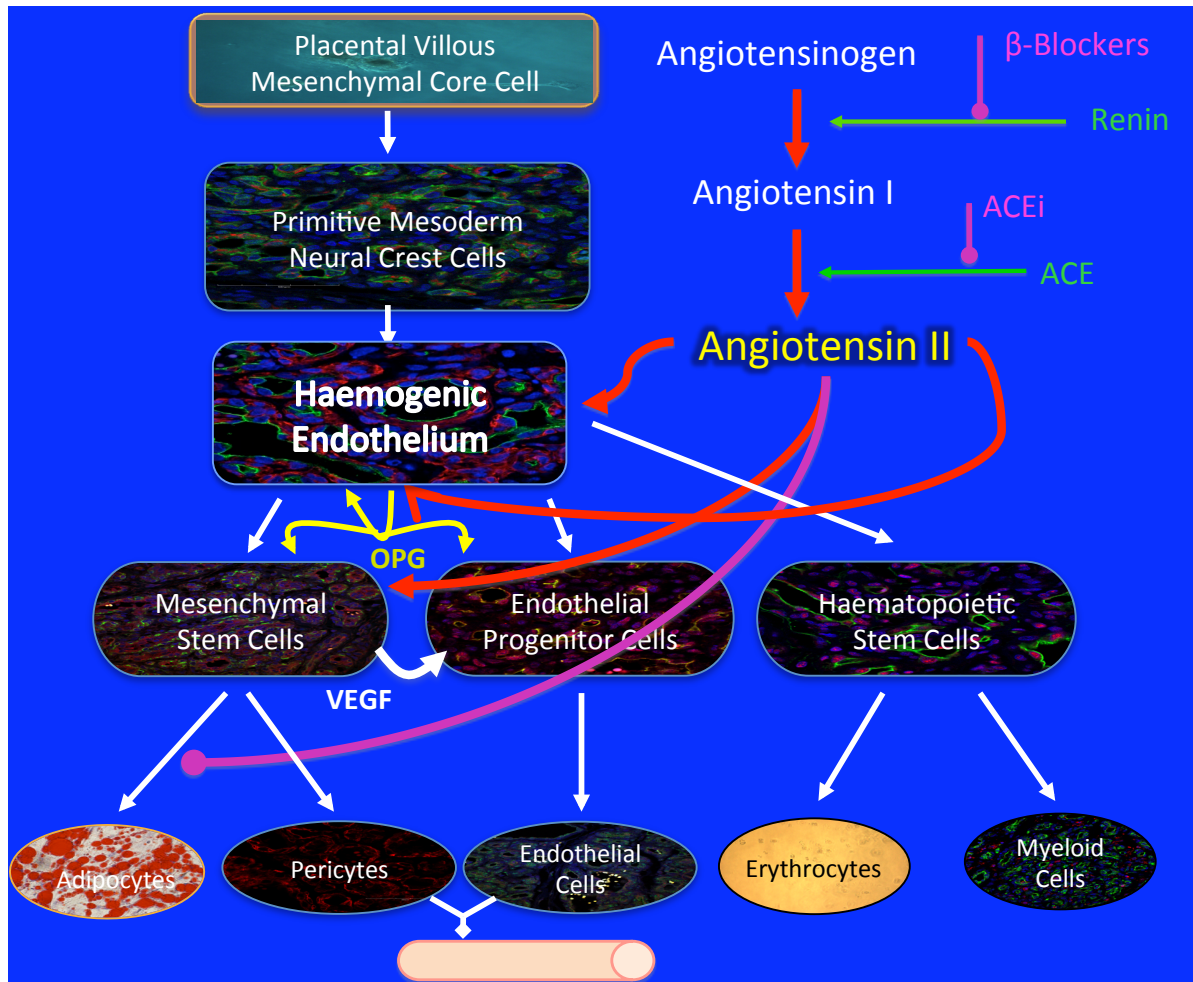 Placental Villous
Mesenchymal Core Cell
Angiotensinogen
β-Blockers
Renin
Primitive Mesoderm
Neural Crest Cells
Angiotensin I
ACEi
ACE
Angiotensin II
Haemogenic
Endothelium
OPG
Mesenchymal
Stem Cells
Endothelial
Progenitor Cells
Haematopoietic
Stem Cells
VEGF
Adipocytes
Pericytes
Endothelial
Cells
Erythrocytes
Myeloid
Cells